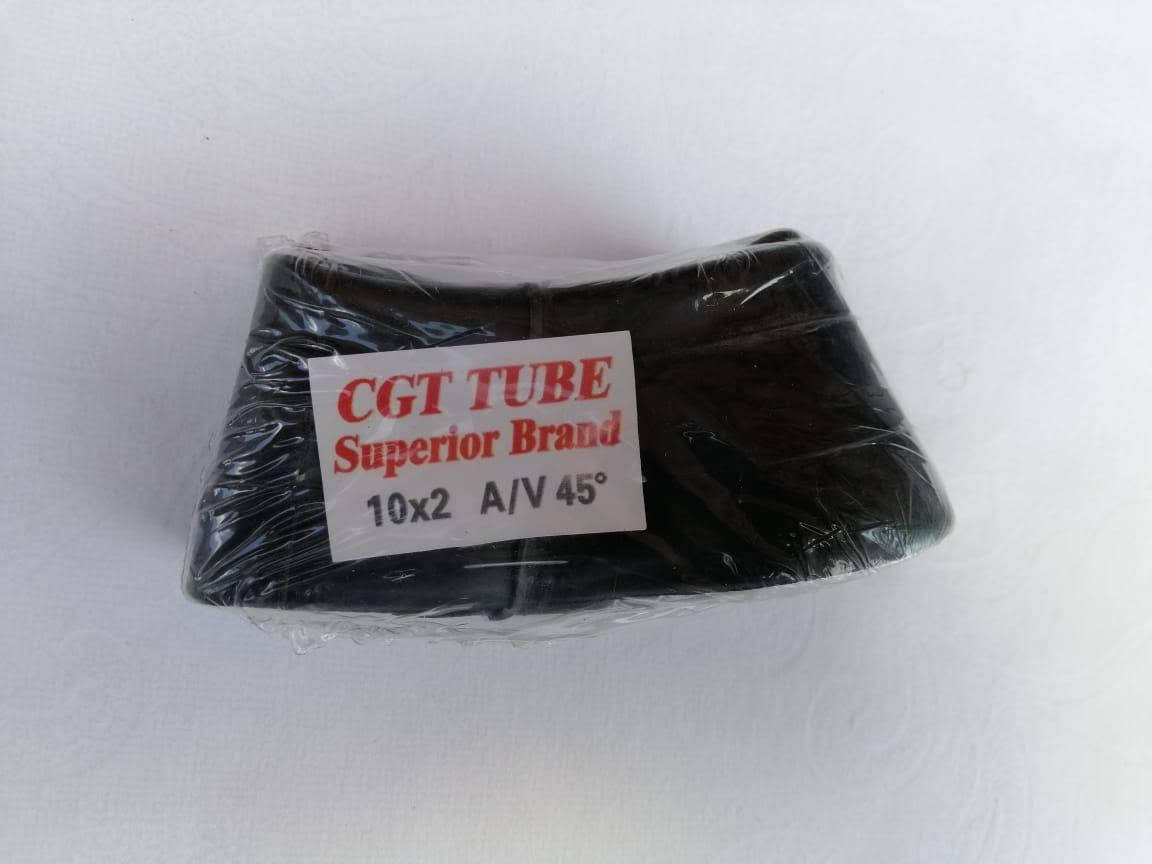 CGT TUBE
Superior Brand
10x2 A/V 45°